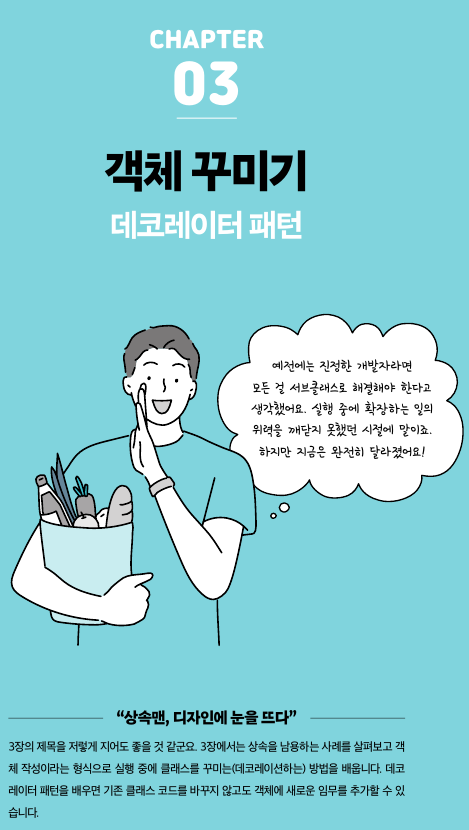 CHAPTER
03
객체 꾸미기
데코레이터 패턴
예전에는 진정한 개발자라면
모든 걸 서브클래스로 해결해야 한다고
생각했어요. 실행 중에 확장하는 일의
위력을 깨닫지 못했던 시절에 말이죠.
하지만 지금은 완전히 달라졌어요!
“상속맨, 디자인에 눈을 뜨다”
3장의 제목을 저렇게 지어도 좋을 것 같군요. 3장에서는 상속을 남용하는 사례를 살펴보고 객
체 작성이라는 형식으로 실행 중에 클래스를 꾸미는(데코레이션하는) 방법을 배웁니다. 데코
레이터 패턴을 배우면 기존 클래스 코드를 바꾸지 않고도 객체에 새로운 임무를 추가할 수 있
습니다.